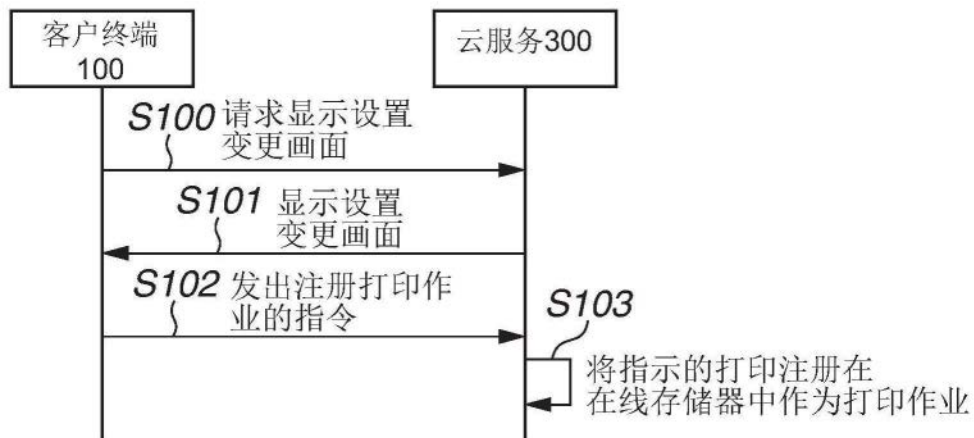 客户终端
100
云服务300
S100 请求显示设置
变更画面
S101 显示设置
变更画面
S102 发出注册打印作
业的指令
S103
将指示的打印注册在
在线存储器中作为打印作业